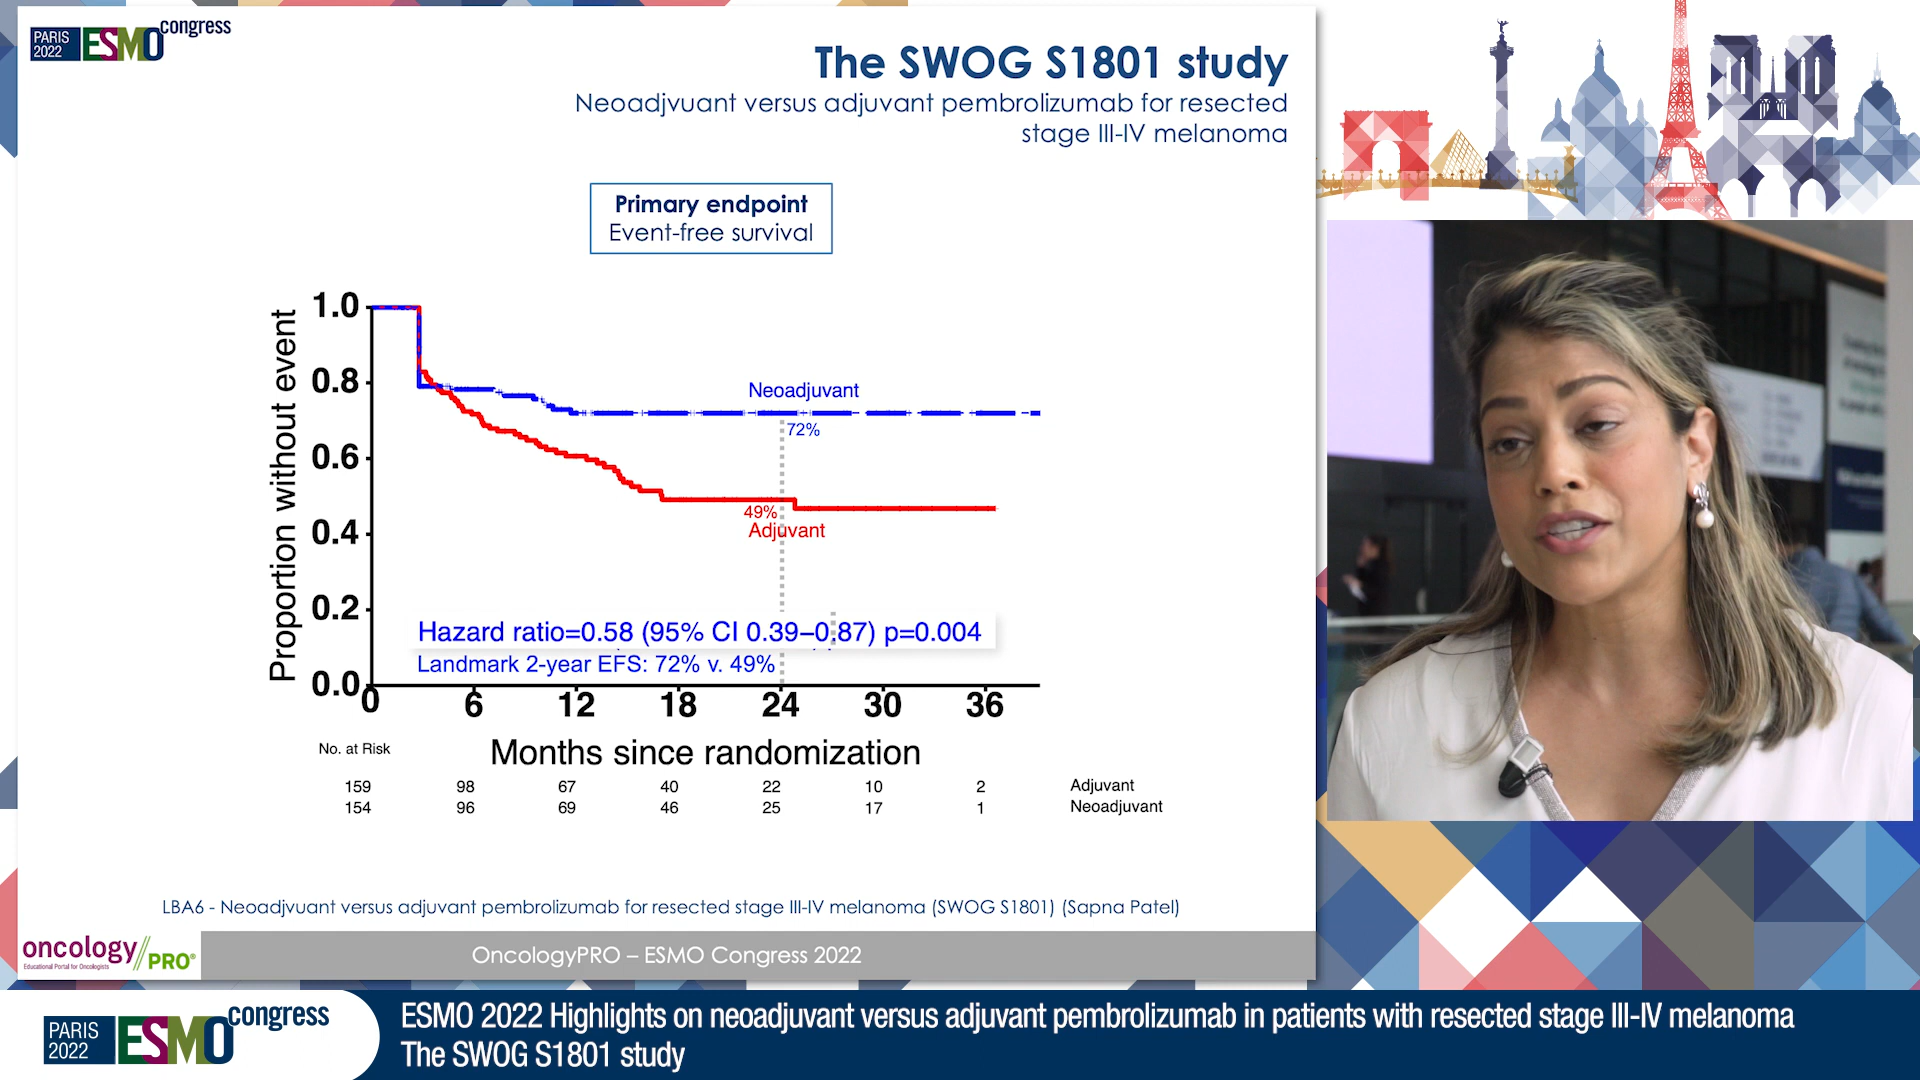 PARIS
2022
ESMO
congress
The SWOG S1801 study
Neoadjvuant versus adjuvant pembrolizumab for resected
stage III-IV melanoma
Primary endpoint
Event-free survival
Proportion without event
1.0
0.8
0.6
0.4
0.2
0.0
Neoadjuvant
72%
49%
Adjuvant
Hazard ratio=0.58 (95% CI 0.39–0.87) p=0.004
Landmark 2-year EFS: 72% v. 49%
0 6 12 18 24 30 36
Months since randomization
No. at Risk
159 98 67 40 22 10 2 Adjuvant
154 96 69 46 25 17 1 Neoadjuvant
LBA6 - Neoadjvuant versus adjuvant pembrolizumab for resected stage III-IV melanoma (SWOG S1801) (Sapna Patel)
oncology//PRO®
Educational Portal for Oncologists
OncologyPRO – ESMO Congress 2022
PARIS
2022
ESMO
congress
ESMO 2022 Highlights on neoadjuvant versus adjuvant pembrolizumab in patients with resected stage III-IV melanoma
The SWOG S1801 study